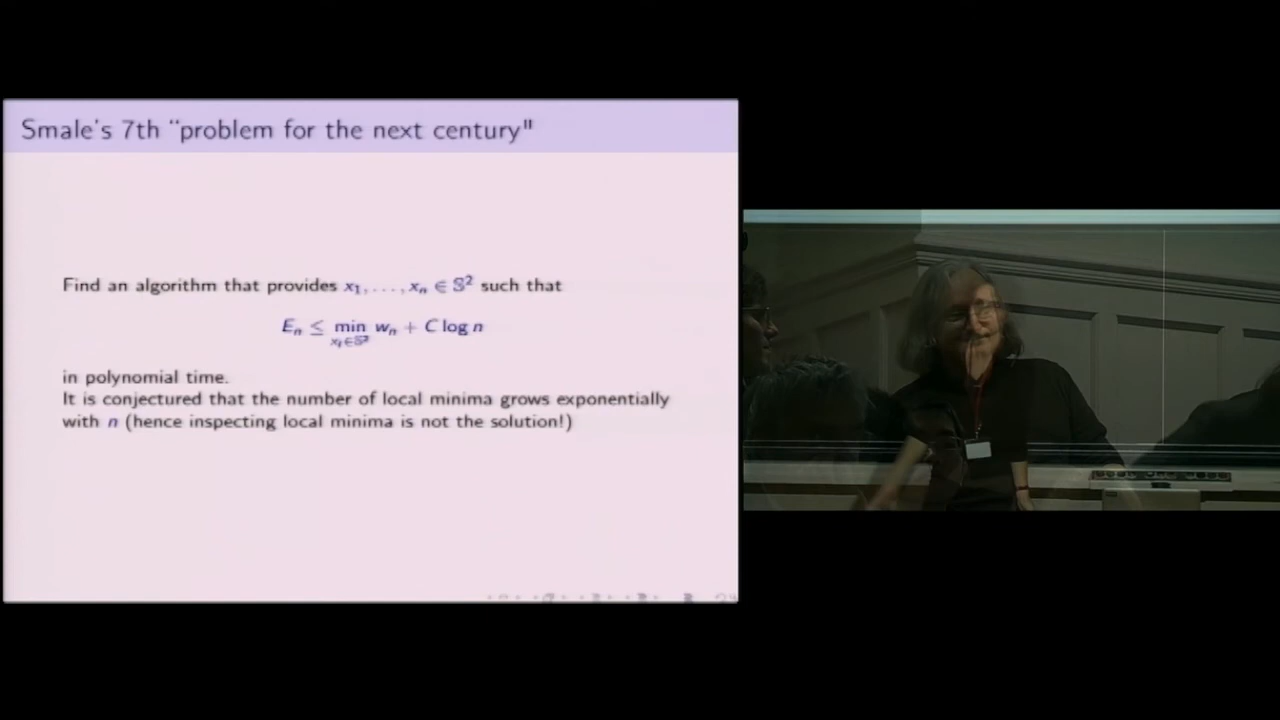 Smale's 7th “problem for the next century"
Find an algorithm that provides x₁, . . . , xₙ ∈ 𝕊² such that
Eₙ ≤ min wₙ + C log n
xᵢ∈𝕊²
in polynomial time.
It is conjectured that the number of local minima grows exponentially
with n (hence inspecting local minima is not the solution!)